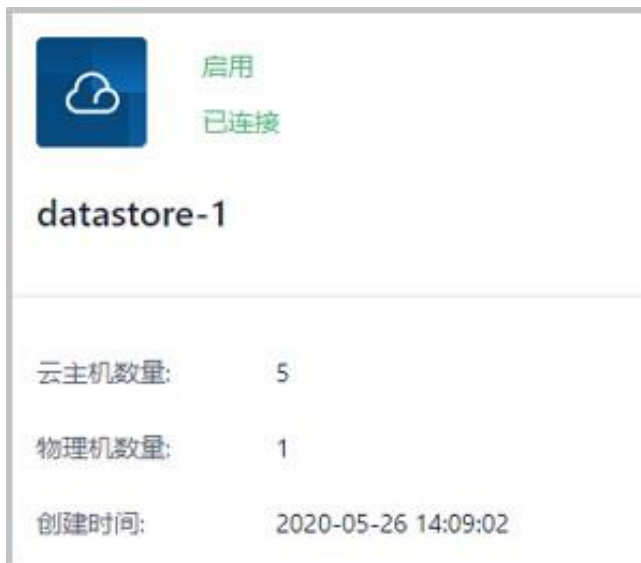 启用
已连接
datastore-1
云主机数量: 5
物理机数量: 1
创建时间: 2020-05-26 14:09:02